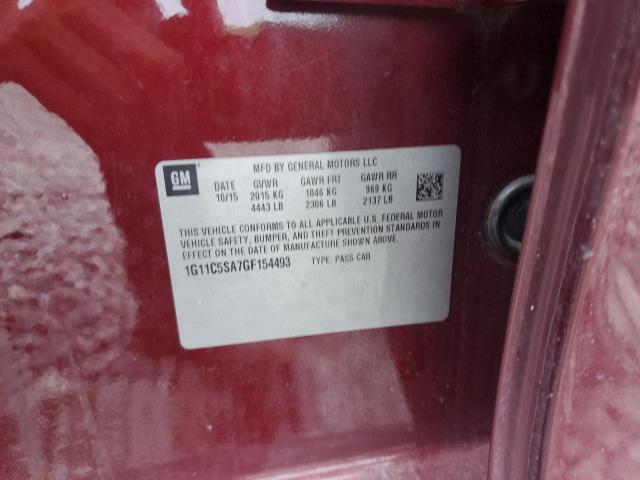 GM
MFD BY GENERAL MOTORS LLC
DATE GVWR GAWR FRT GAWR RR
10/15 2015 KG 1046 KG 969 KG
4443 LB 2306 LB 2137 LB
THIS VEHICLE CONFORMS TO ALL APPLICABLE U.S. FEDERAL MOTOR
VEHICLE SAFETY, BUMPER, AND THEFT PREVENTION STANDARDS IN
EFFECT ON THE DATE OF MANUFACTURE SHOWN ABOVE.
1G11C5SA7GF154493 TYPE: PASS CAR